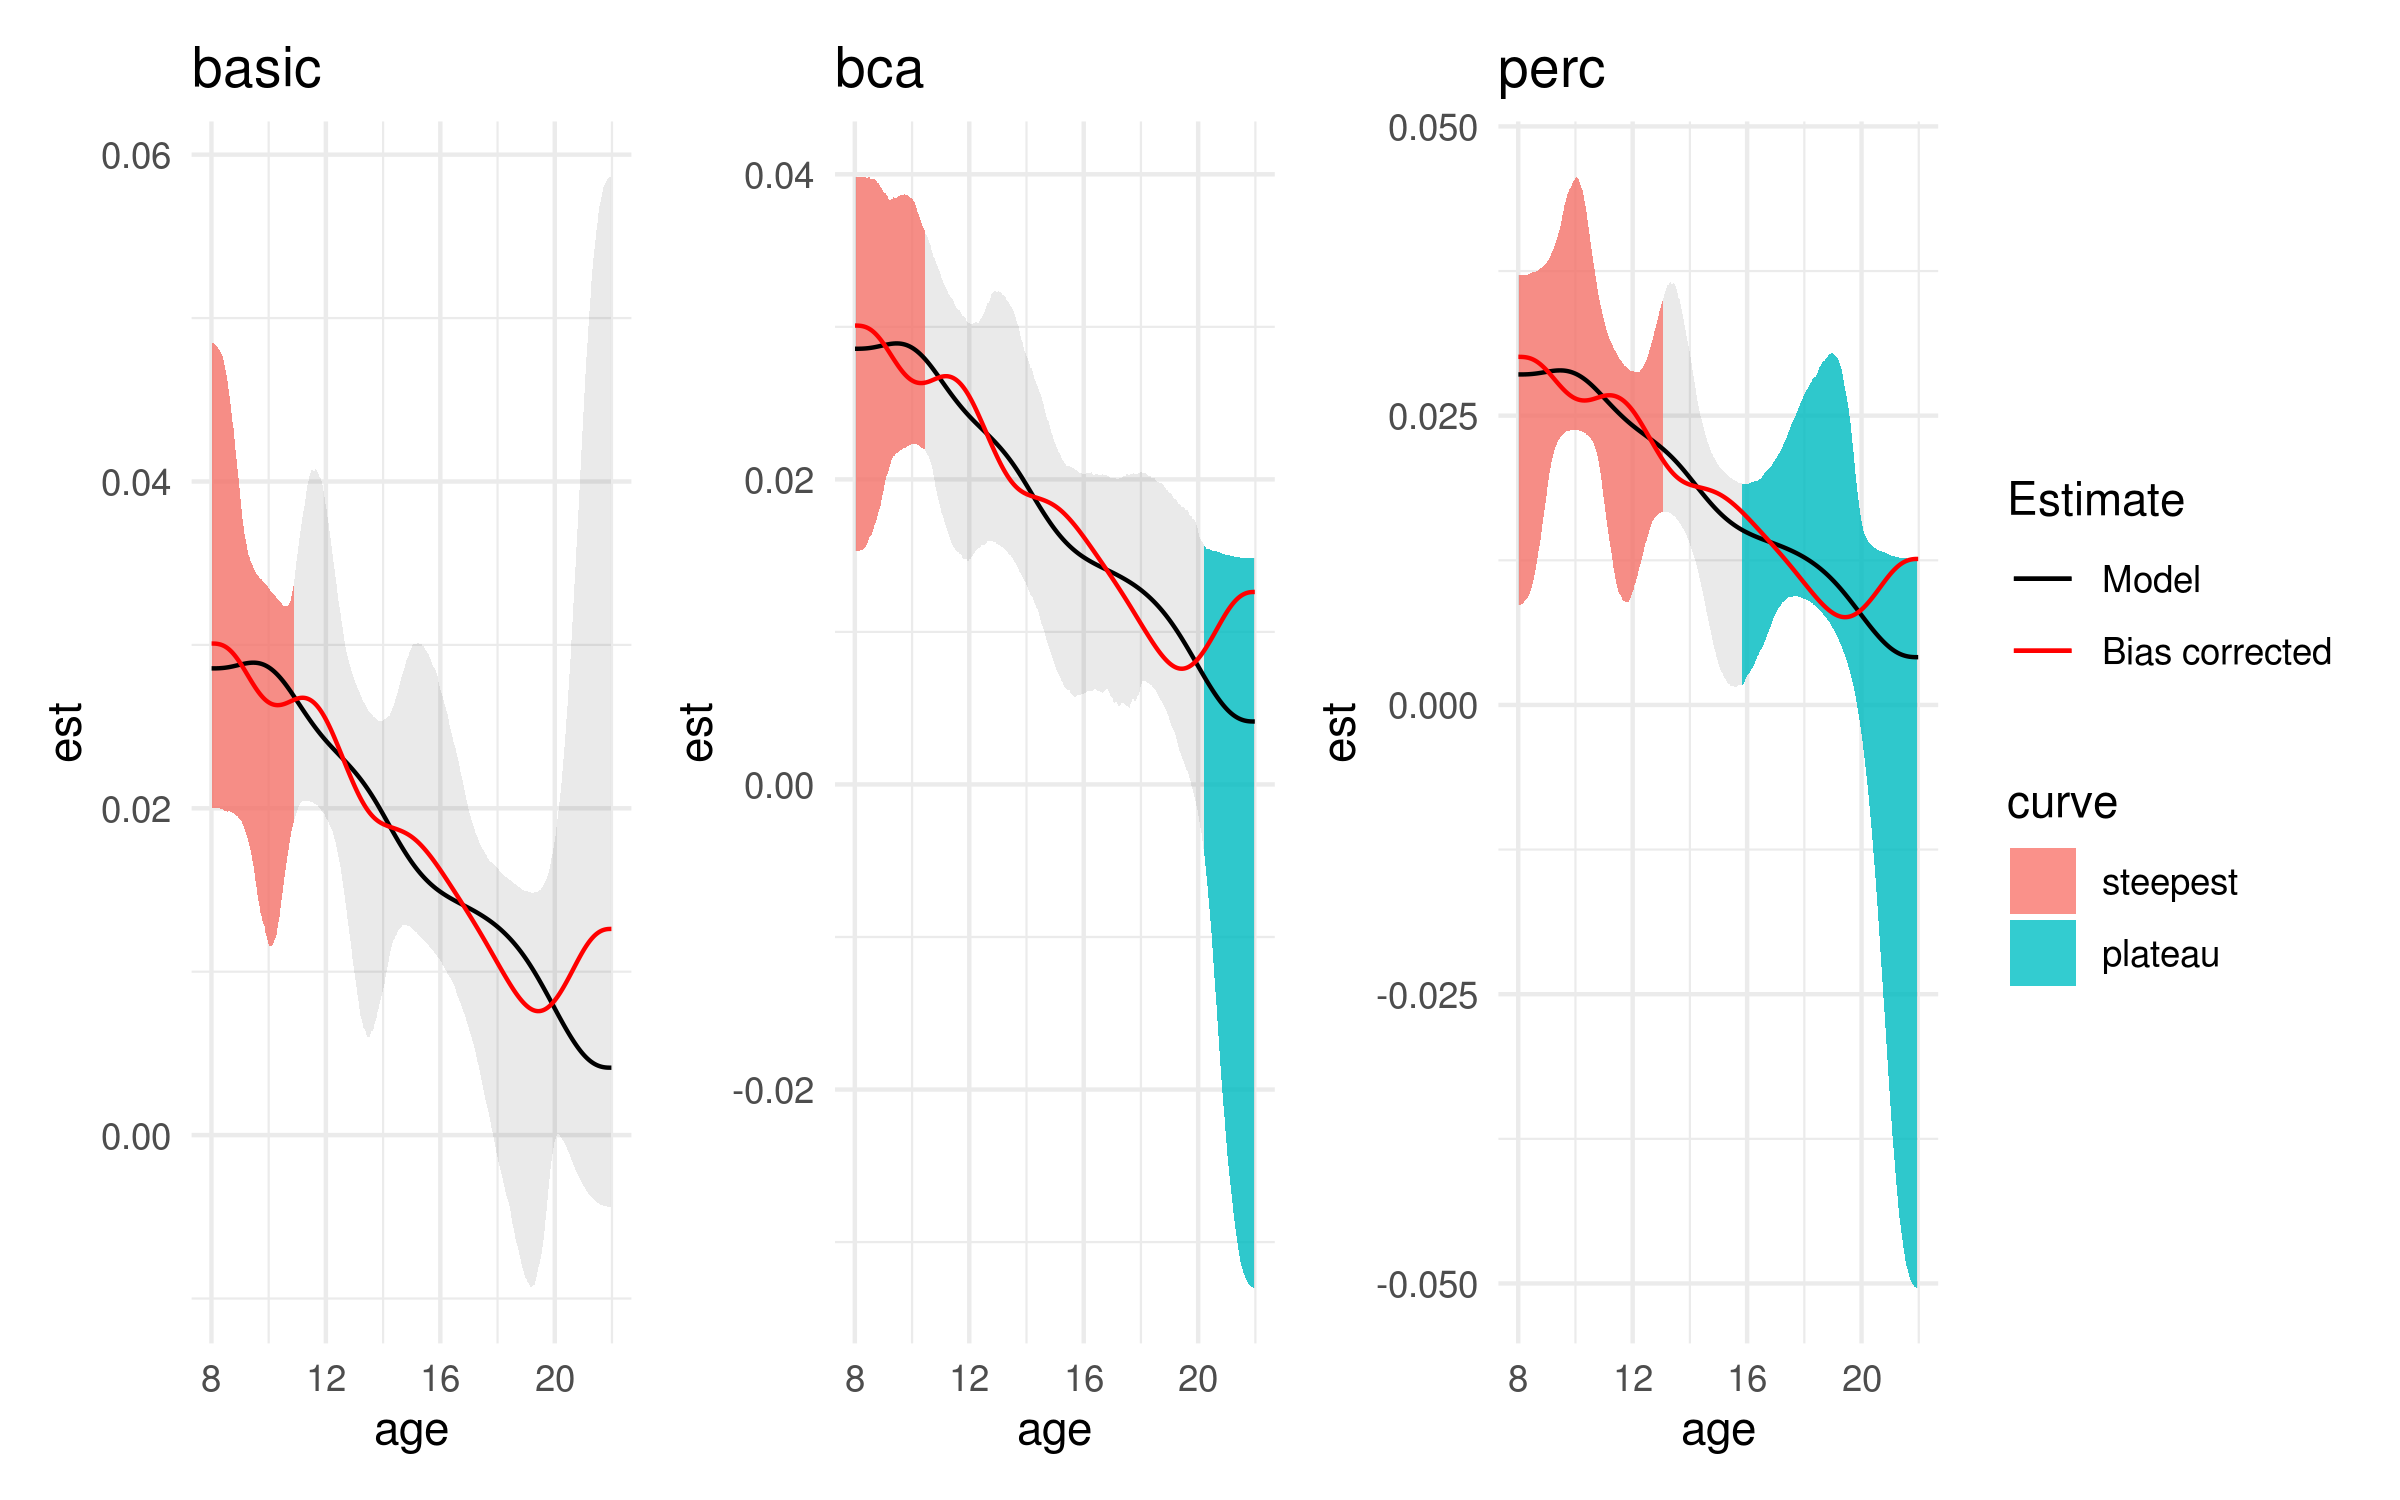 basic
0.06
0.04
0.02
0.00
est
8 12 16 20
age
bca
0.04
0.02
0.00
-0.02
est
8 12 16 20
age
perc
0.050
0.025
0.000
-0.025
-0.050
est
8 12 16 20
age
Estimate
Model
Bias corrected
curve
steepest
plateau